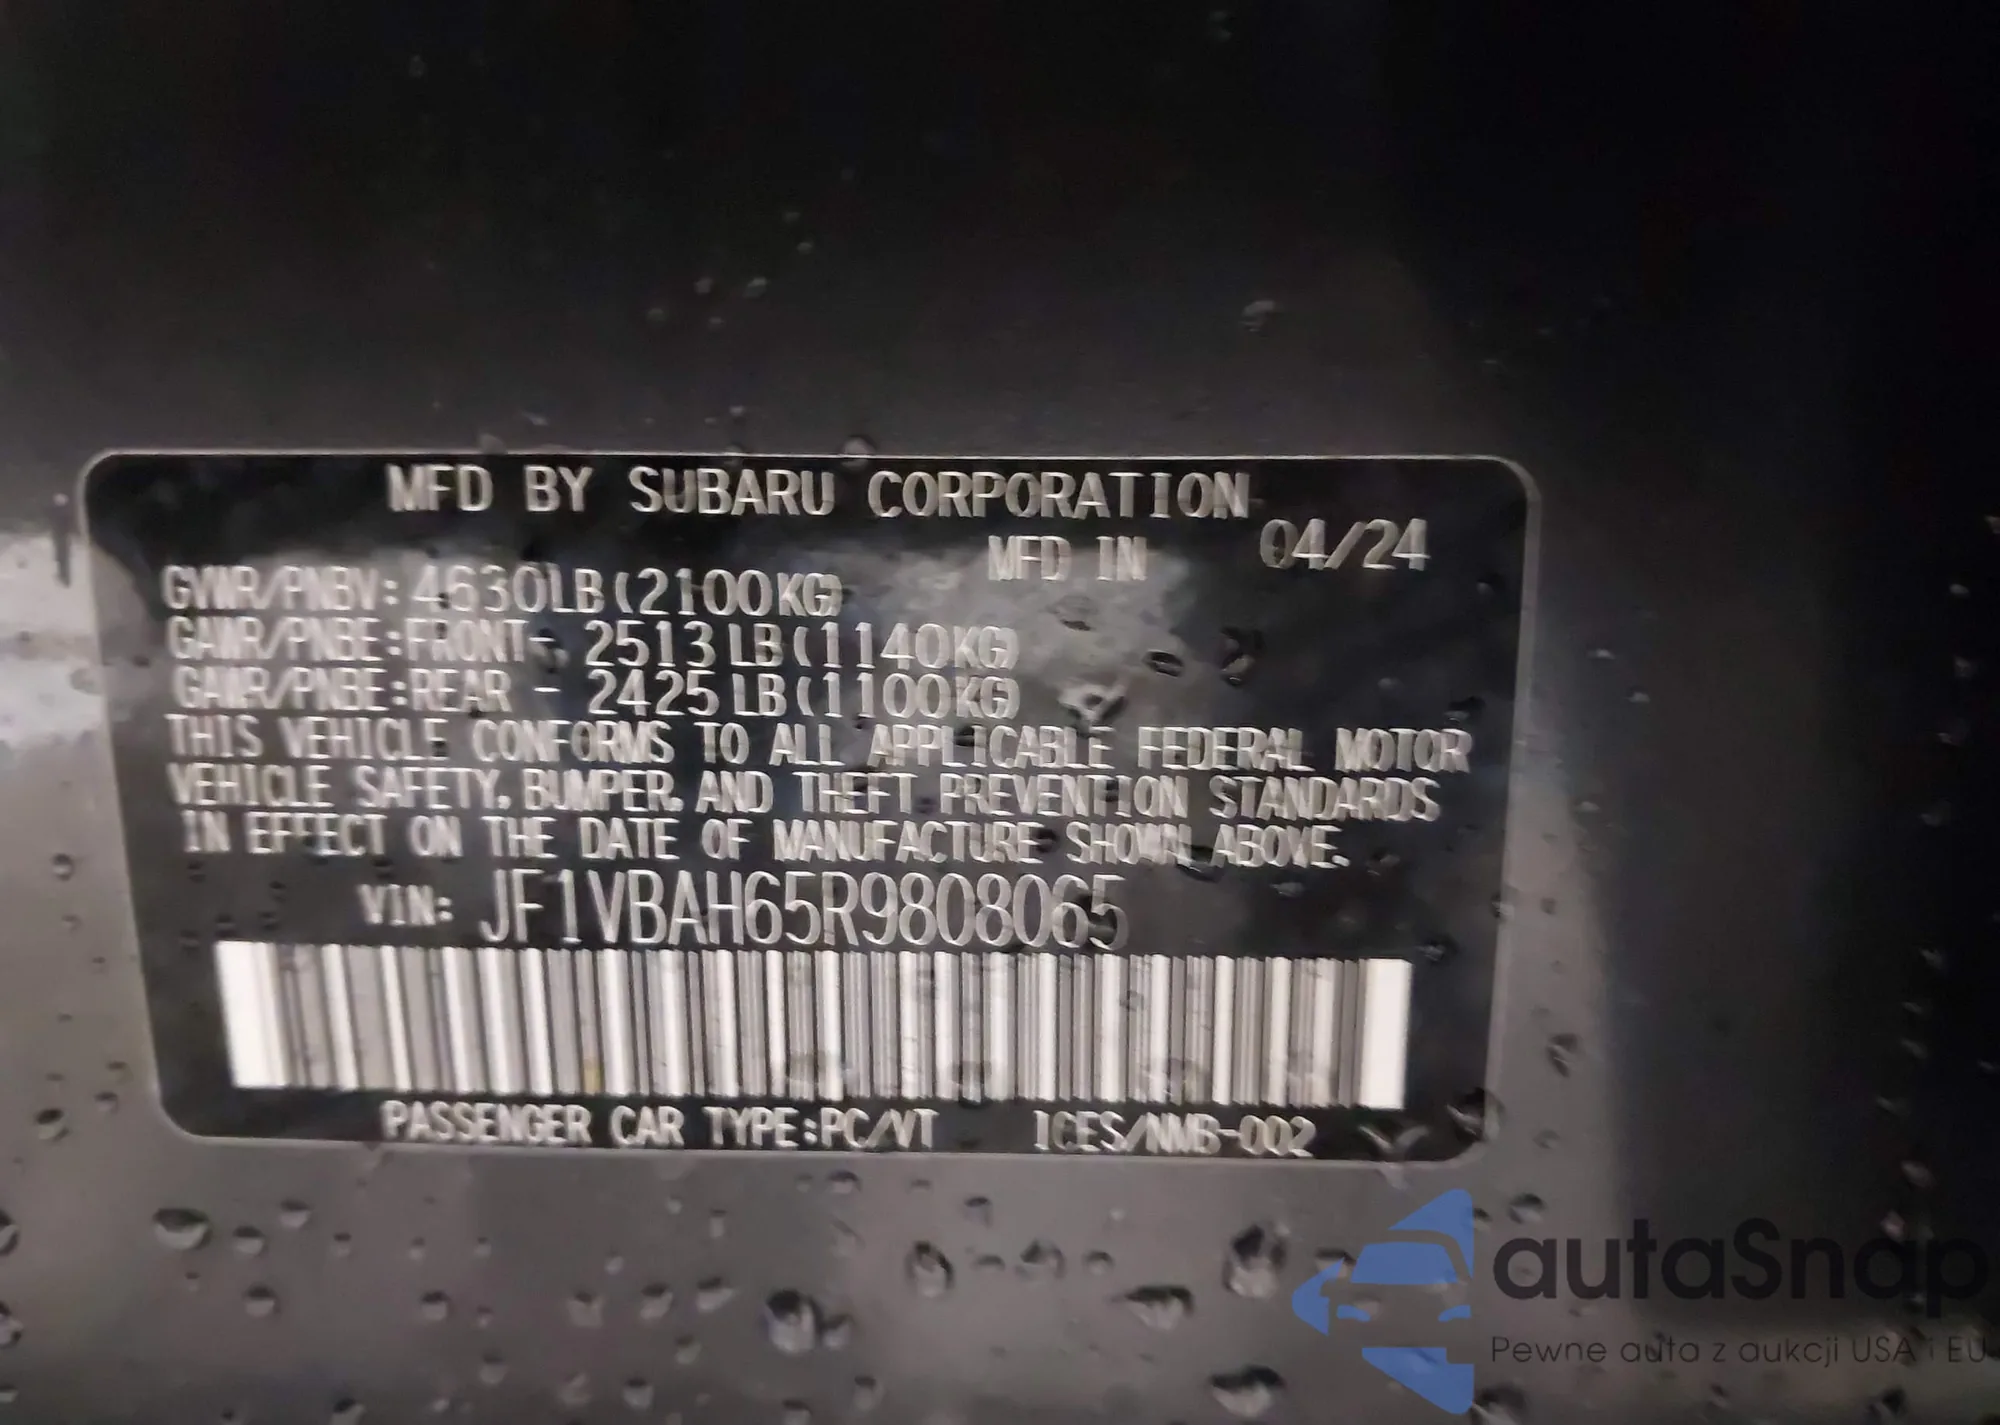 MFD BY SUBARU CORPORATION
MFD IN 04/24
GVWR/PNBV: 4630LB(2100KG)
GAWR/PNBE:FRONT- 2513LB(1140KG)
GAWR/PNBE:REAR - 2425LB(1100KG)
THIS VEHICLE CONFORMS TO ALL APPLICABLE FEDERAL MOTOR
VEHICLE SAFETY, BUMPER, AND THEFT PREVENTION STANDARDS
IN EFFECT ON THE DATE OF MANUFACTURE SHOWN ABOVE.
VIN: JF1VBAH65R9808065
PASSENGER CAR TYPE:PC/VT ICES/NMB-002
autaSnap
Pewne auta z aukcji USA i EU